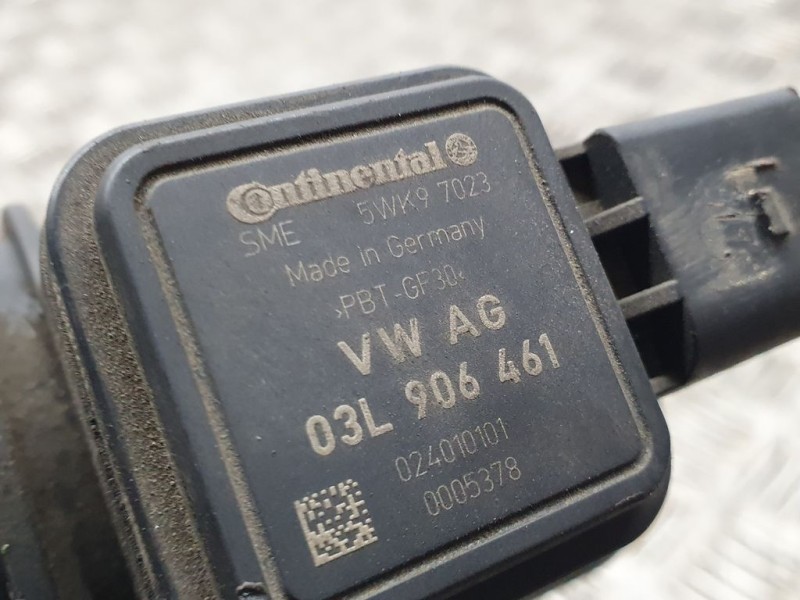 Continental
SME 5WK9 7023
Made in Germany
>PBT-GF30<
VW AG
03L 906 461
024010101
0005378